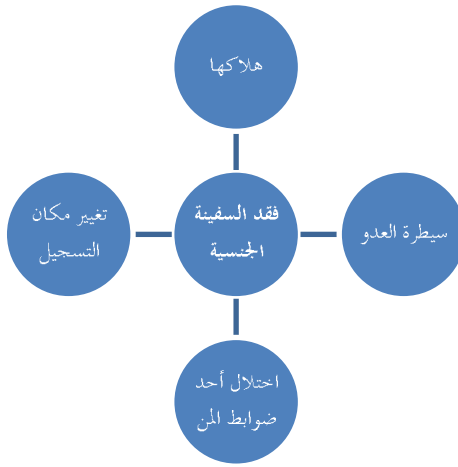 هلاكها
فقد السفينة
الجنسية
سيطرة العدو
اختلال أحد
ضوابط المن
تغيير مكان
التسجيل